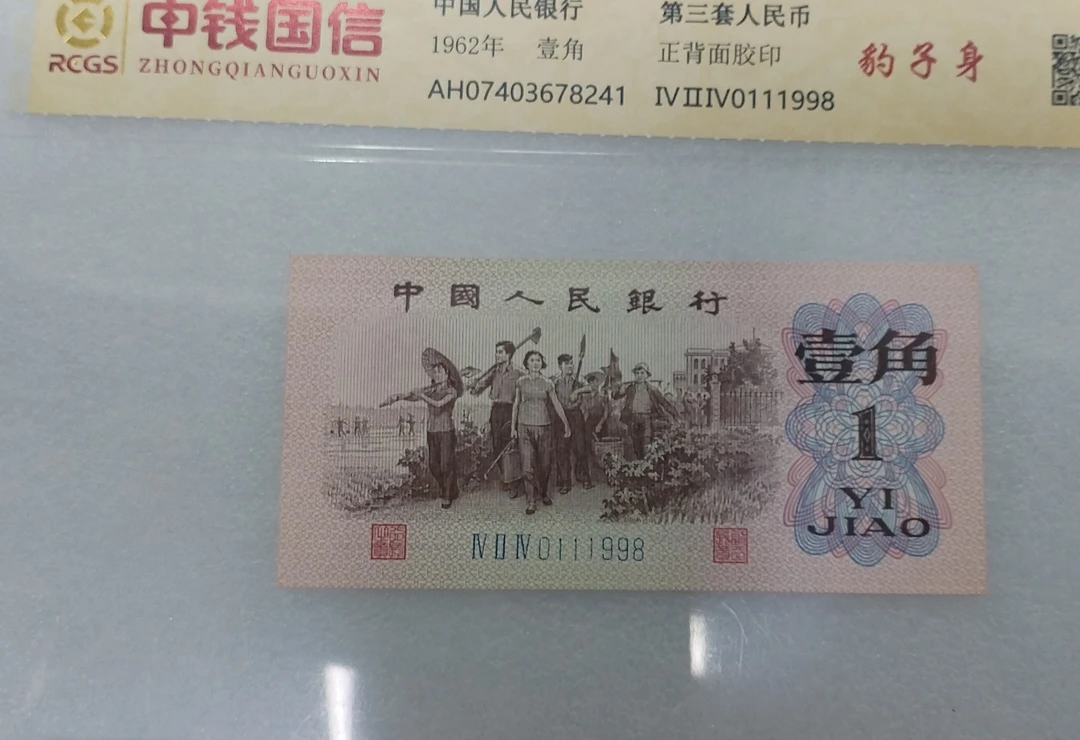 中钱国信
RCGS
ZHONGQIANGUOXIN
中国人民银行
1962年 壹角
AH07403678241
第三套人民币
正背面胶印
ⅣⅡⅣ0111998
豹子身
中國人民銀行
壹角
1
YI
JIAO
ⅣⅡⅣ0111998